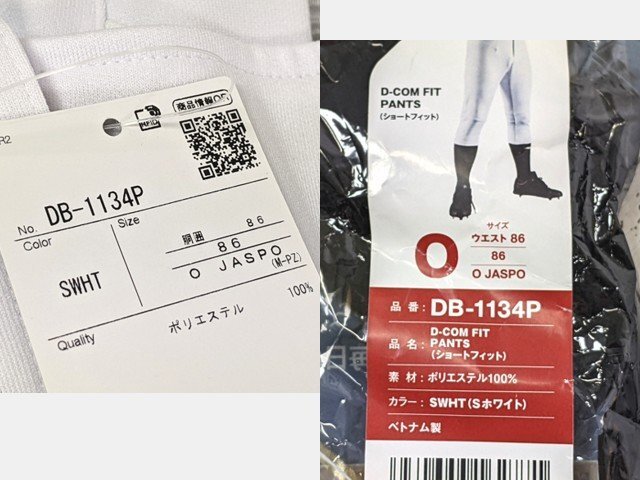 商品情報QR
R2
No. DB-1134P
Color
Size
SWHT
胴囲 86
86
O JASPO
(M-PZ)
Quality
ポリエステル 100%
D-COM FIT
PANTS
(ショートフィット)
O
サイズ
ウエスト 86
86
O JASPO
品 番: DB-1134P
品 名: D-COM FIT
PANTS
(ショートフィット)
素 材: ポリエステル100%
カラー: SWHT(Sホワイト)
ベトナム製